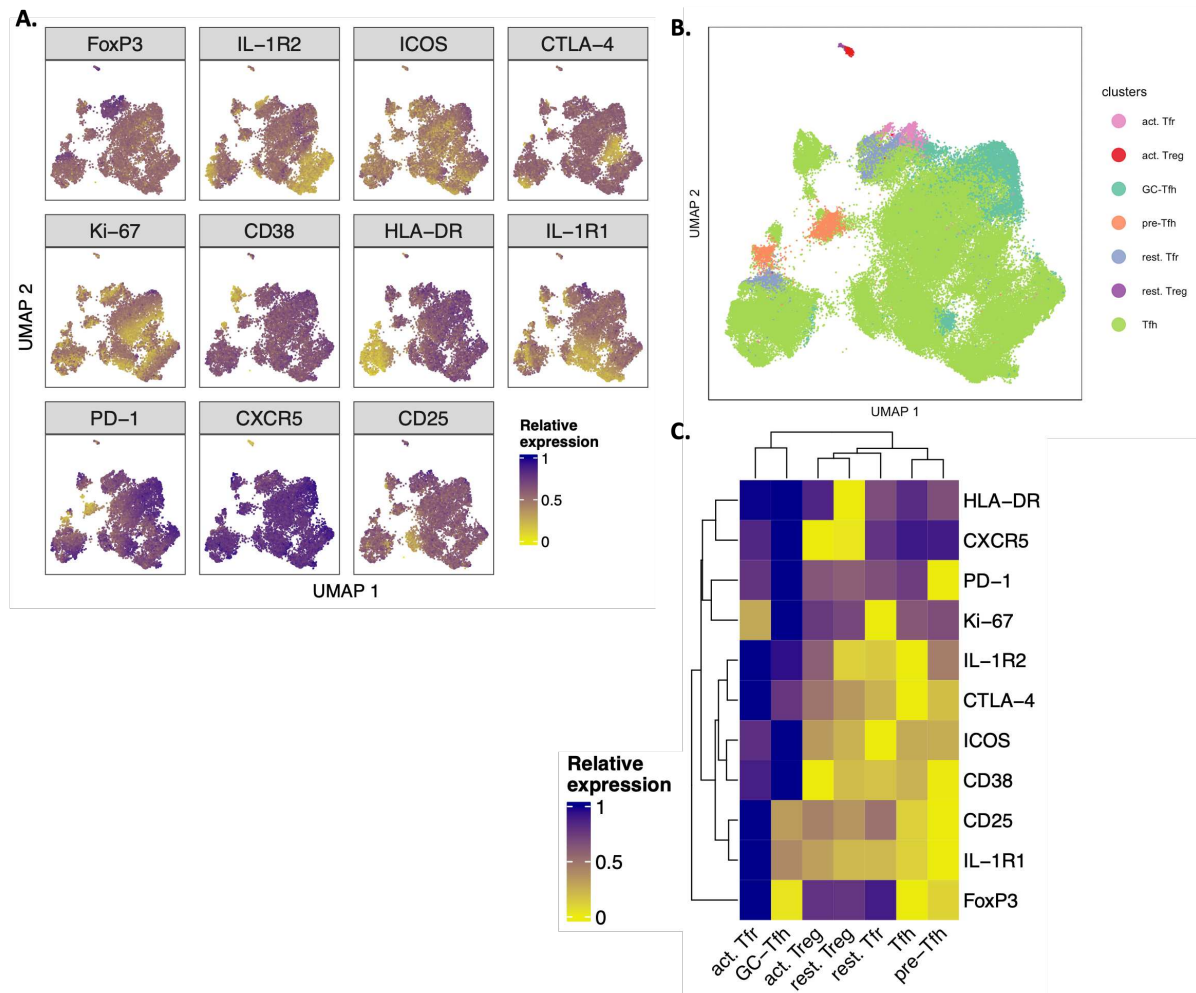 A.
FoxP3 IL-1R2 ICOS CTLA-4
Ki-67 CD38 HLA-DR IL-1R1
PD-1 CXCR5 CD25
UMAP 2
UMAP 1
Relative
expression
1
0.5
0
B.
UMAP 2
UMAP 1
clusters
act. Tfr
act. Treg
GC-Tfh
pre-Tfh
rest. Tfr
rest. Treg
Tfh
C.
HLA-DR
CXCR5
PD-1
Ki-67
IL-1R2
CTLA-4
ICOS
CD38
CD25
IL-1R1
FoxP3
act. Tfr GC-Tfh act. Treg rest. Treg rest. Tfr Tfh pre-Tfh
Relative
expression
1
0.5
0